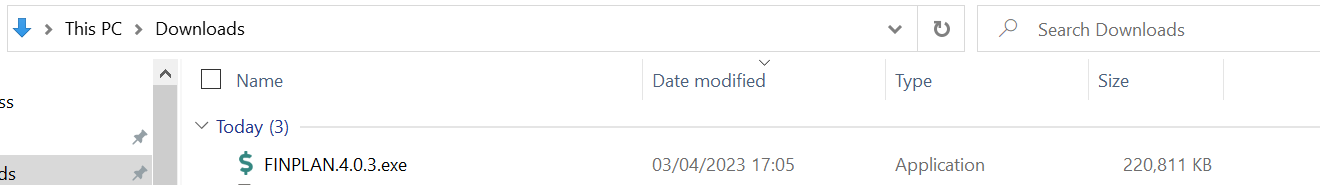 This PC > Downloads
Search Downloads
Name Date modified Type Size
ss
Today (3)
FINPLAN.4.0.3.exe 03/04/2023 17:05 Application 220,811 KB
ds